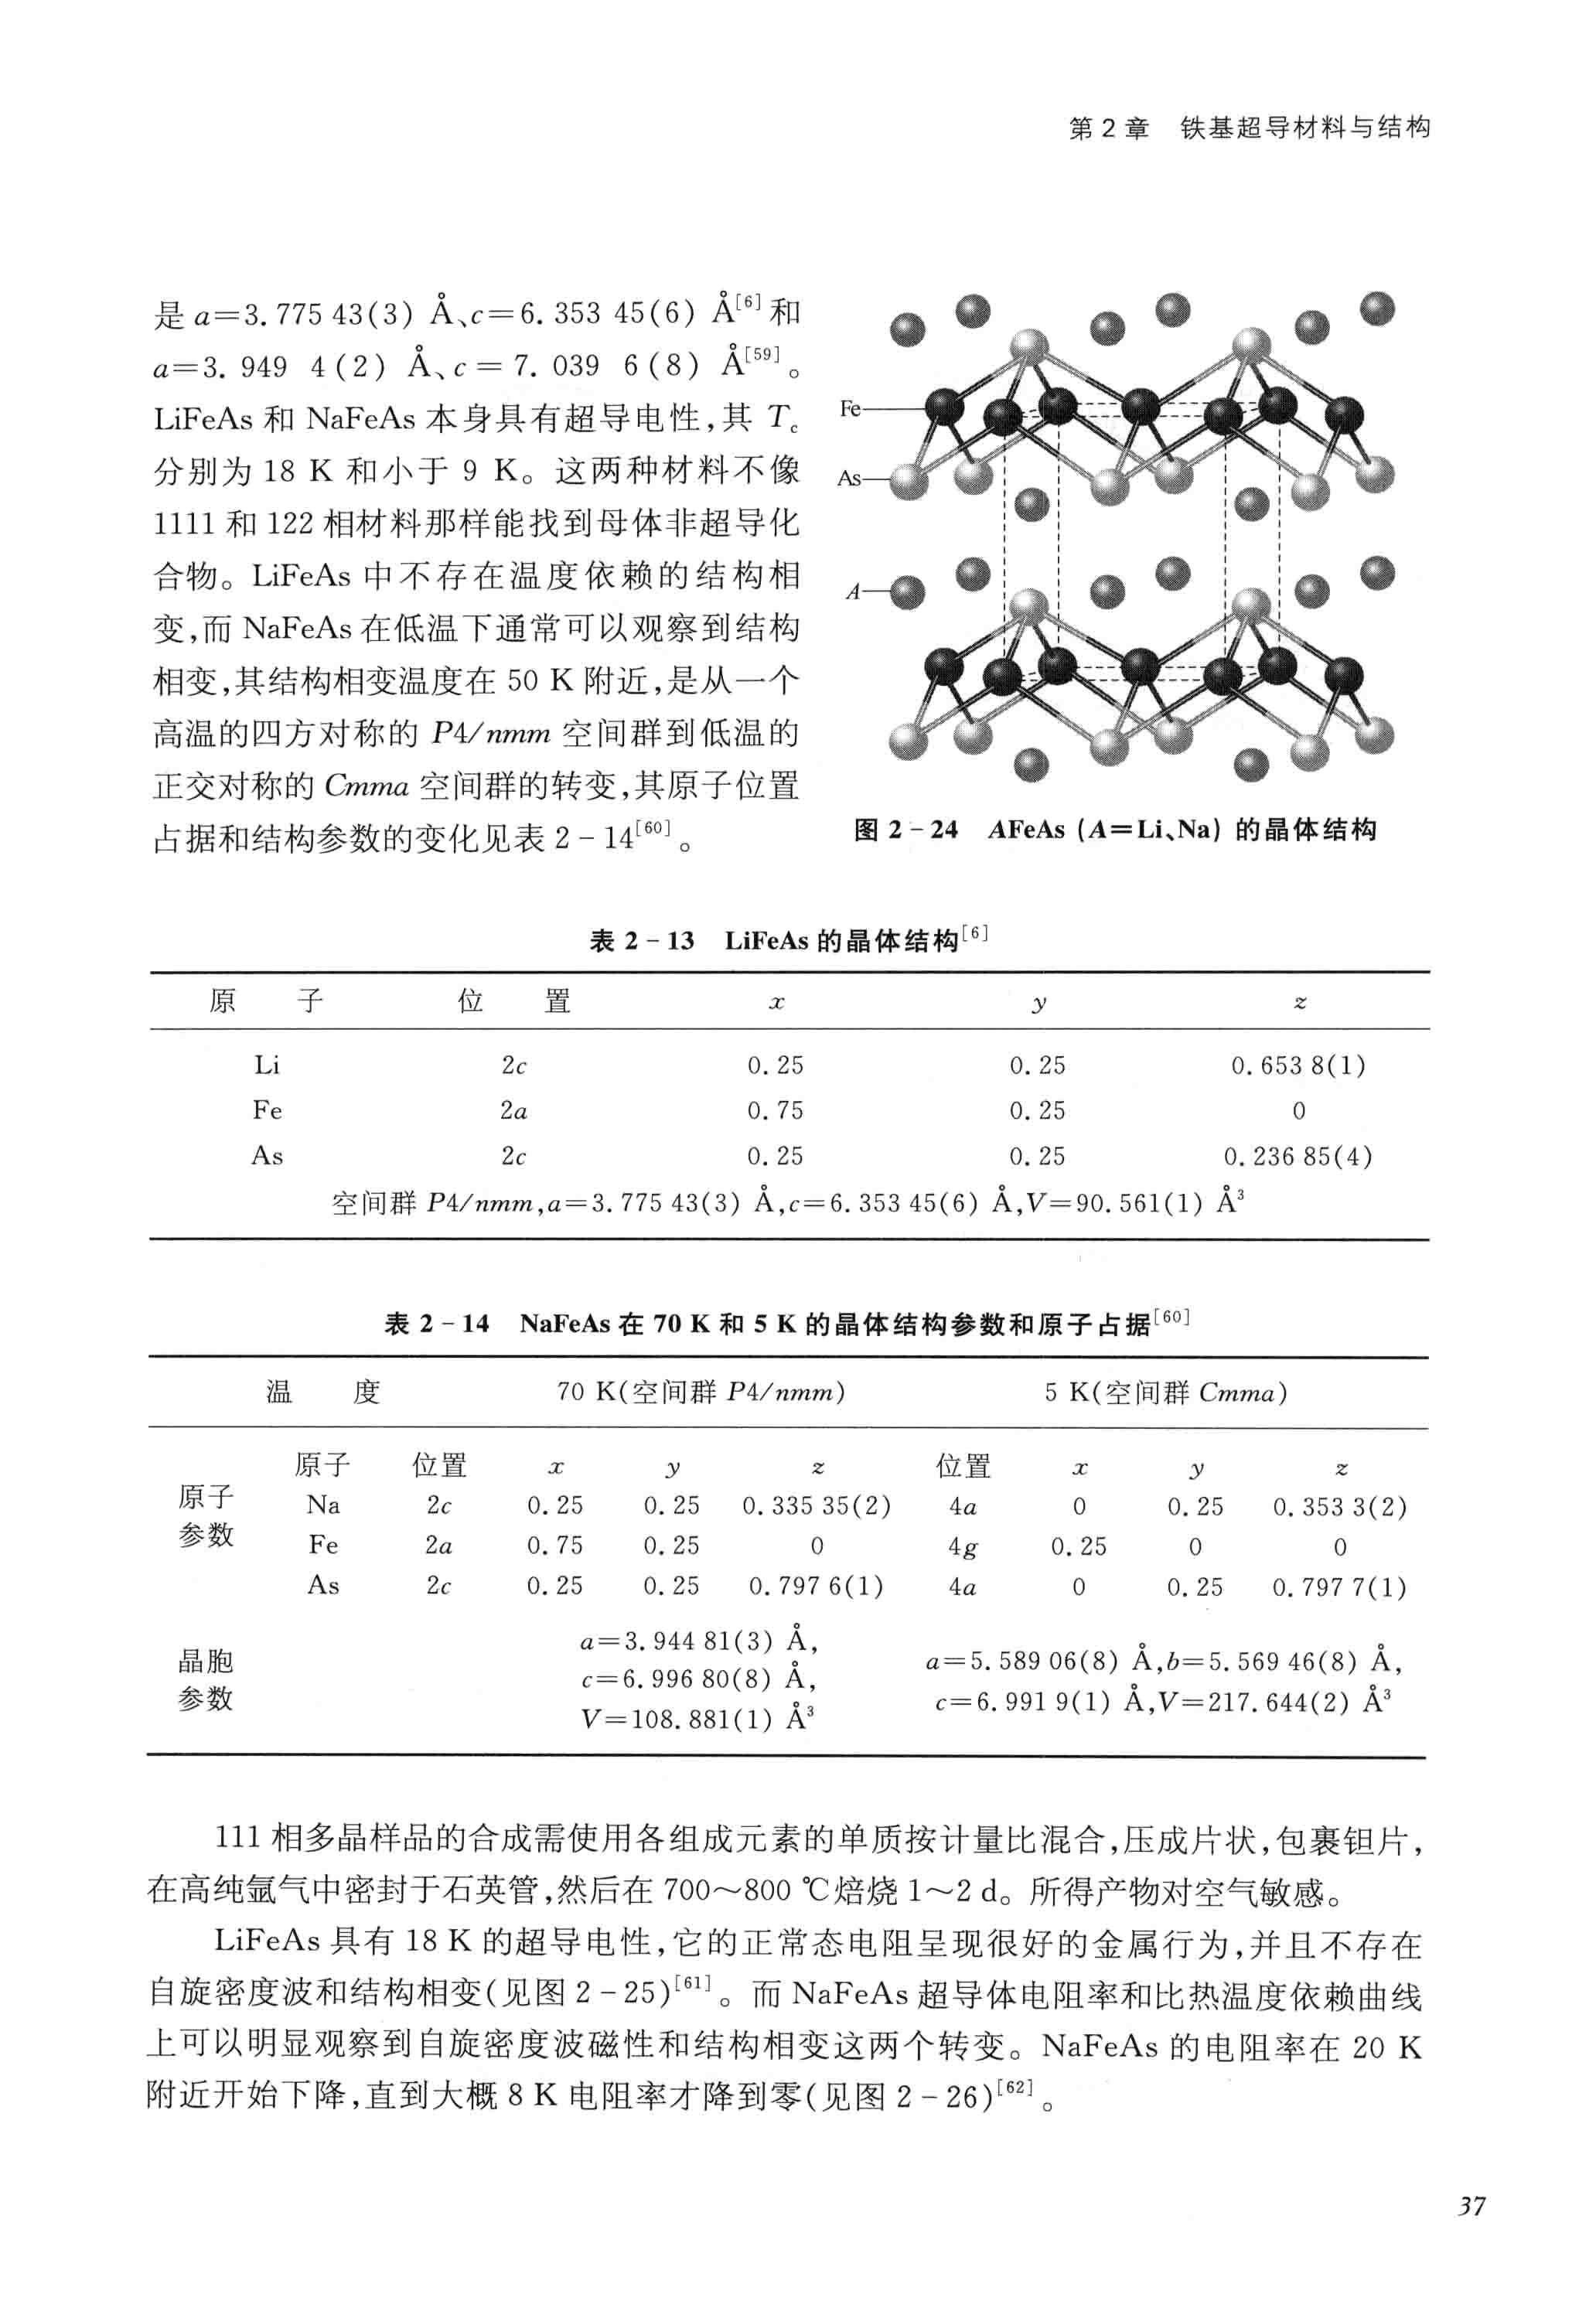 第 2 章 铁基超导材料与结构
是 a=3.775 43(3) Å、c=6.353 45(6) Å[6]和
a=3.949 4(2) Å、c=7.039 6(8) Å[59]。
LiFeAs 和 NaFeAs 本身具有超导电性,其 Tc
分别为 18 K 和小于 9 K。这两种材料不像
1111 和 122 相材料那样能找到母体非超导化
合物。LiFeAs 中不存在温度依赖的结构相
变,而 NaFeAs 在低温下通常可以观察到结构
相变,其结构相变温度在 50 K 附近,是从一个
高温的四方对称的 P4/nmm 空间群到低温的
正交对称的 Cmma 空间群的转变,其原子位置
占据和结构参数的变化见表 2-14[60]。
Fe
As
A
图 2-24 AFeAs (A=Li、Na) 的晶体结构
表 2-13 LiFeAs 的晶体结构[6]
原 子 位 置 x y z
Li 2c 0.25 0.25 0.653 8(1)
Fe 2a 0.75 0.25 0
As 2c 0.25 0.25 0.236 85(4)
空间群 P4/nmm,a=3.775 43(3) Å,c=6.353 45(6) Å,V=90.561(1) Å³
表 2-14 NaFeAs 在 70 K 和 5 K 的晶体结构参数和原子占据[60]
温 度 70 K(空间群 P4/nmm) 5 K(空间群 Cmma)
原子 位置 x y z 位置 x y z
原子
参数
Na 2c 0.25 0.25 0.335 35(2) 4a 0 0.25 0.353 3(2)
Fe 2a 0.75 0.25 0 4g 0.25 0 0
As 2c 0.25 0.25 0.797 6(1) 4a 0 0.25 0.797 7(1)
晶胞
参数
a=3.944 81(3) Å,
c=6.996 80(8) Å,
V=108.881(1) Å³
a=5.589 06(8) Å,b=5.569 46(8) Å,
c=6.991 9(1) Å,V=217.644(2) Å³
111 相多晶样品的合成需使用各组成元素的单质按计量比混合,压成片状,包裹钽片,
在高纯氩气中密封于石英管,然后在 700～800 ℃焙烧 1～2 d。所得产物对空气敏感。
LiFeAs 具有 18 K 的超导电性,它的正常态电阻呈现很好的金属行为,并且不存在
自旋密度波和结构相变(见图 2-25)[61]。而 NaFeAs 超导体电阻率和比热温度依赖曲线
上可以明显观察到自旋密度波磁性和结构相变这两个转变。NaFeAs 的电阻率在 20 K
附近开始下降,直到大概 8 K 电阻率才降到零(见图 2-26)[62]。
37